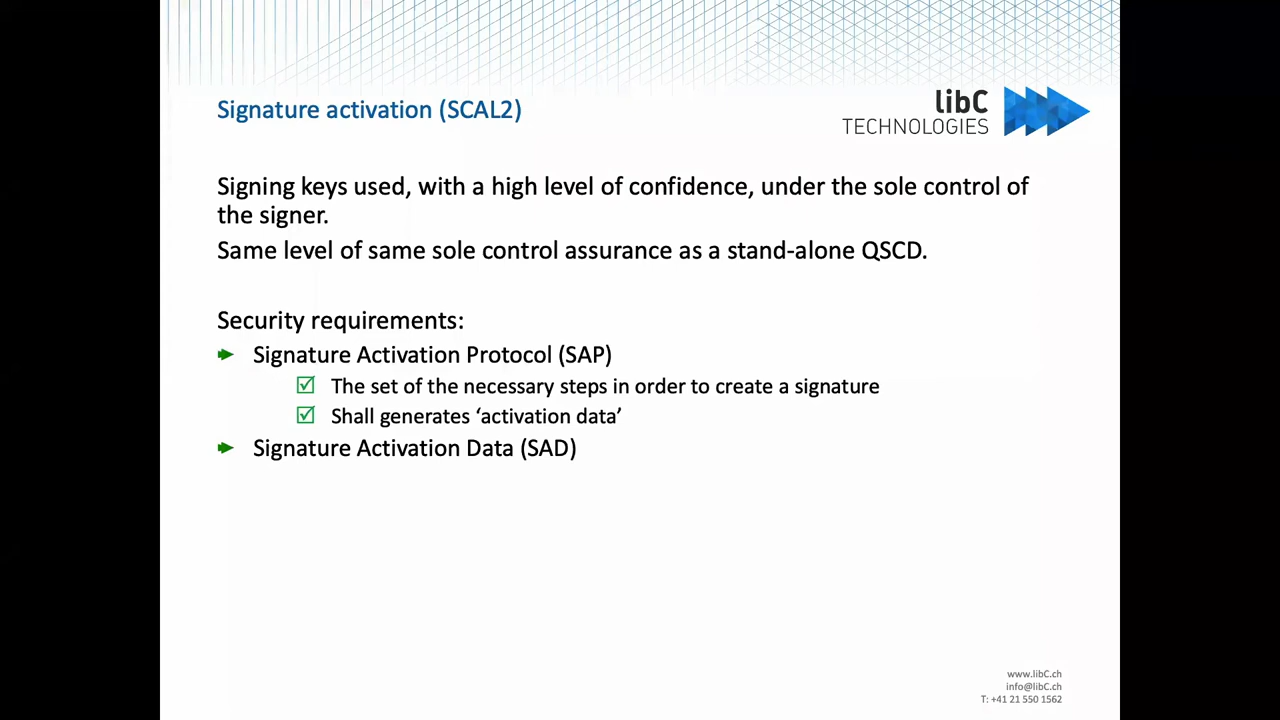 Signature activation (SCAL2)
libC
TECHNOLOGIES
Signing keys used, with a high level of confidence, under the sole control of
the signer.
Same level of same sole control assurance as a stand-alone QSCD.
Security requirements:
Signature Activation Protocol (SAP)
The set of the necessary steps in order to create a signature
Shall generates ‘activation data’
Signature Activation Data (SAD)
www.libC.ch
info@libC.ch
T: +41 21 550 1562